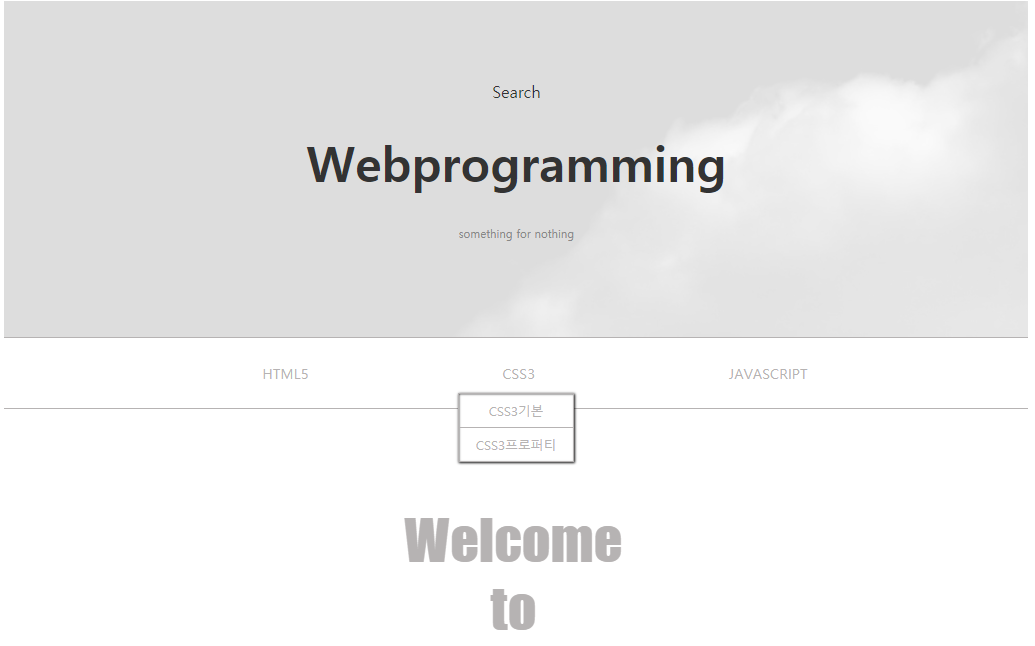 Search
Webprogramming
something for nothing
HTML5 CSS3 JAVASCRIPT
CSS3기본
CSS3프로퍼티
Welcome
to